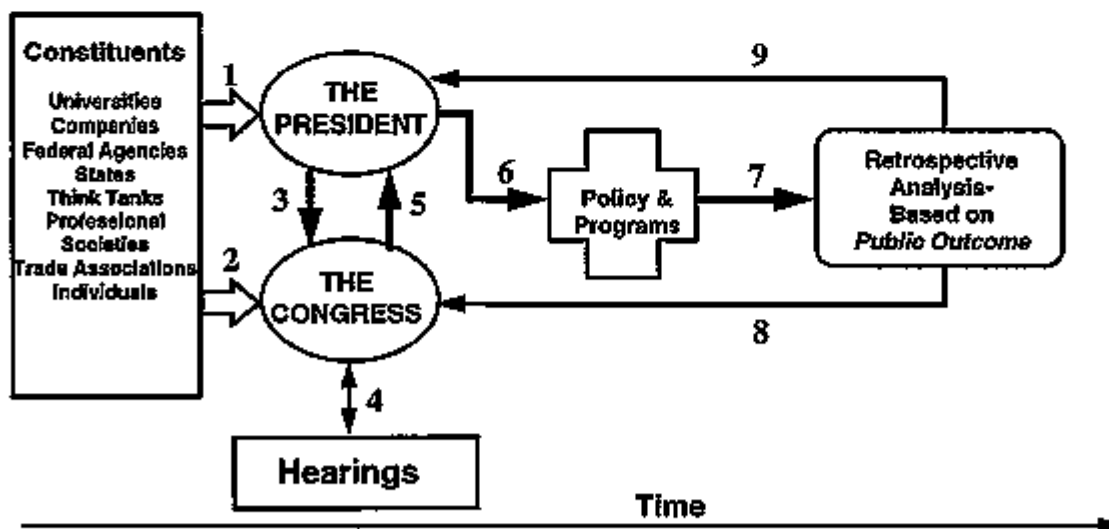 Constituents
Universities
Companies
Federal Agencies
States
Think Tanks
Professional
Societies
Trade Associations
Individuals
1
2
THE
PRESIDENT
3
5
THE
CONGRESS
4
Hearings
6
Policy &
Programs
7
9
Retrospective
Analysis-
Based on
Public Outcome
8
Time